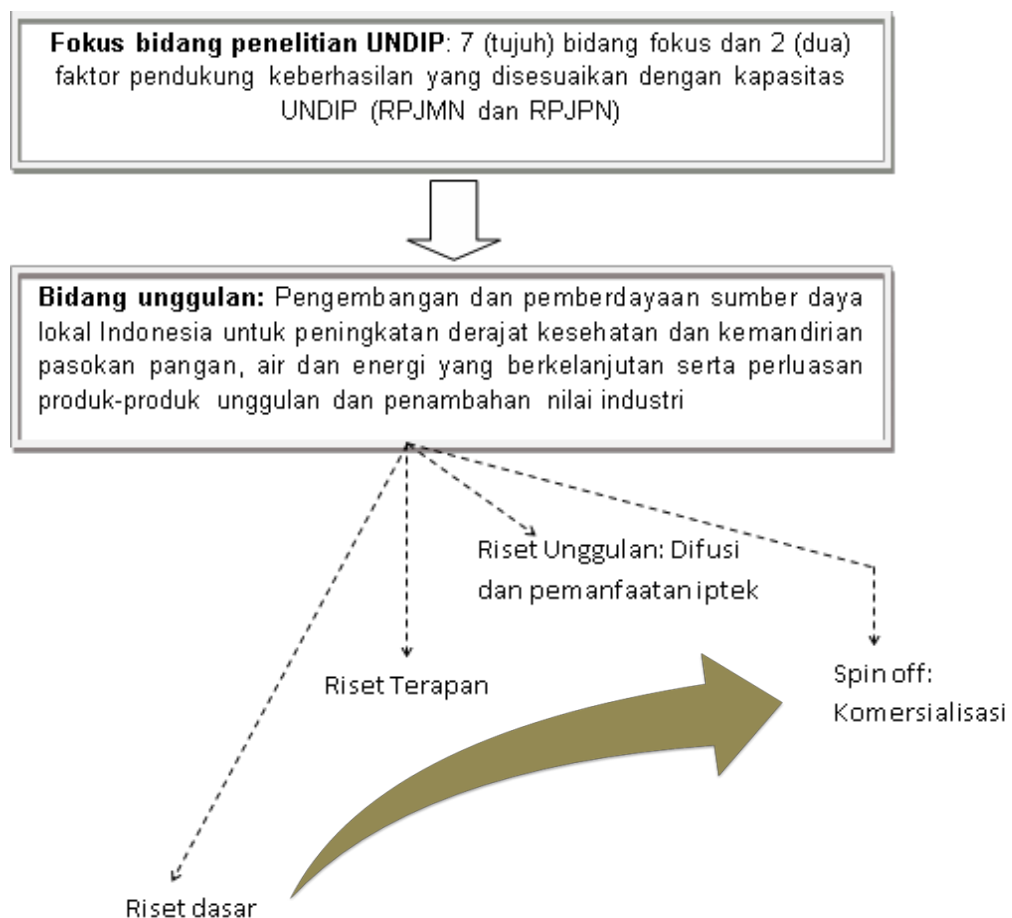 Fokus bidang penelitian UNDIP: 7 (tujuh) bidang fokus dan 2 (dua)
faktor pendukung keberhasilan yang disesuaikan dengan kapasitas
UNDIP (RPJMN dan RPJPN)
Bidang unggulan: Pengembangan dan pemberdayaan sumber daya
lokal Indonesia untuk peningkatan derajat kesehatan dan kemandirian
pasokan pangan, air dan energi yang berkelanjutan serta perluasan
produk-produk unggulan dan penambahan nilai industri
Riset Unggulan: Difusi
dan pemanfaatan iptek
Riset Terapan
Spin off:
Komersialisasi
Riset dasar